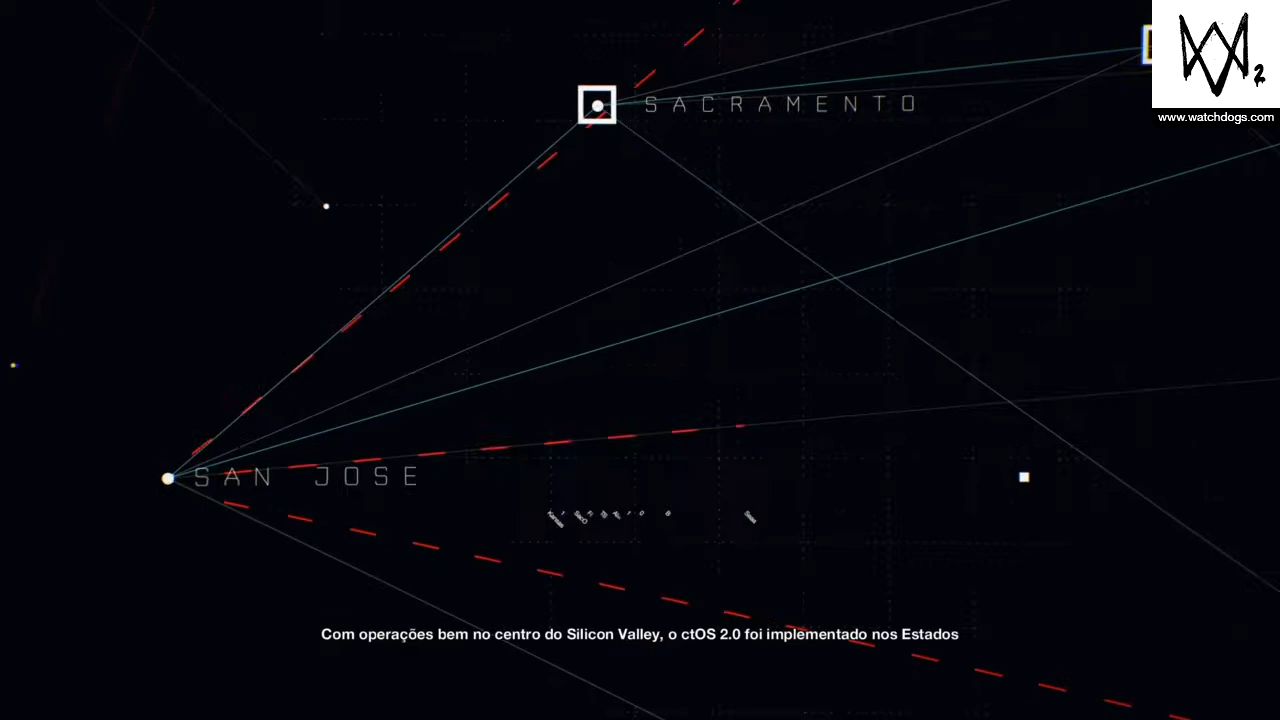 2
www.watchdogs.com
SACRAMENTO
SAN JOSE
Com operações bem no centro do Silicon Valley, o ctOS 2.0 foi implementado nos Estados